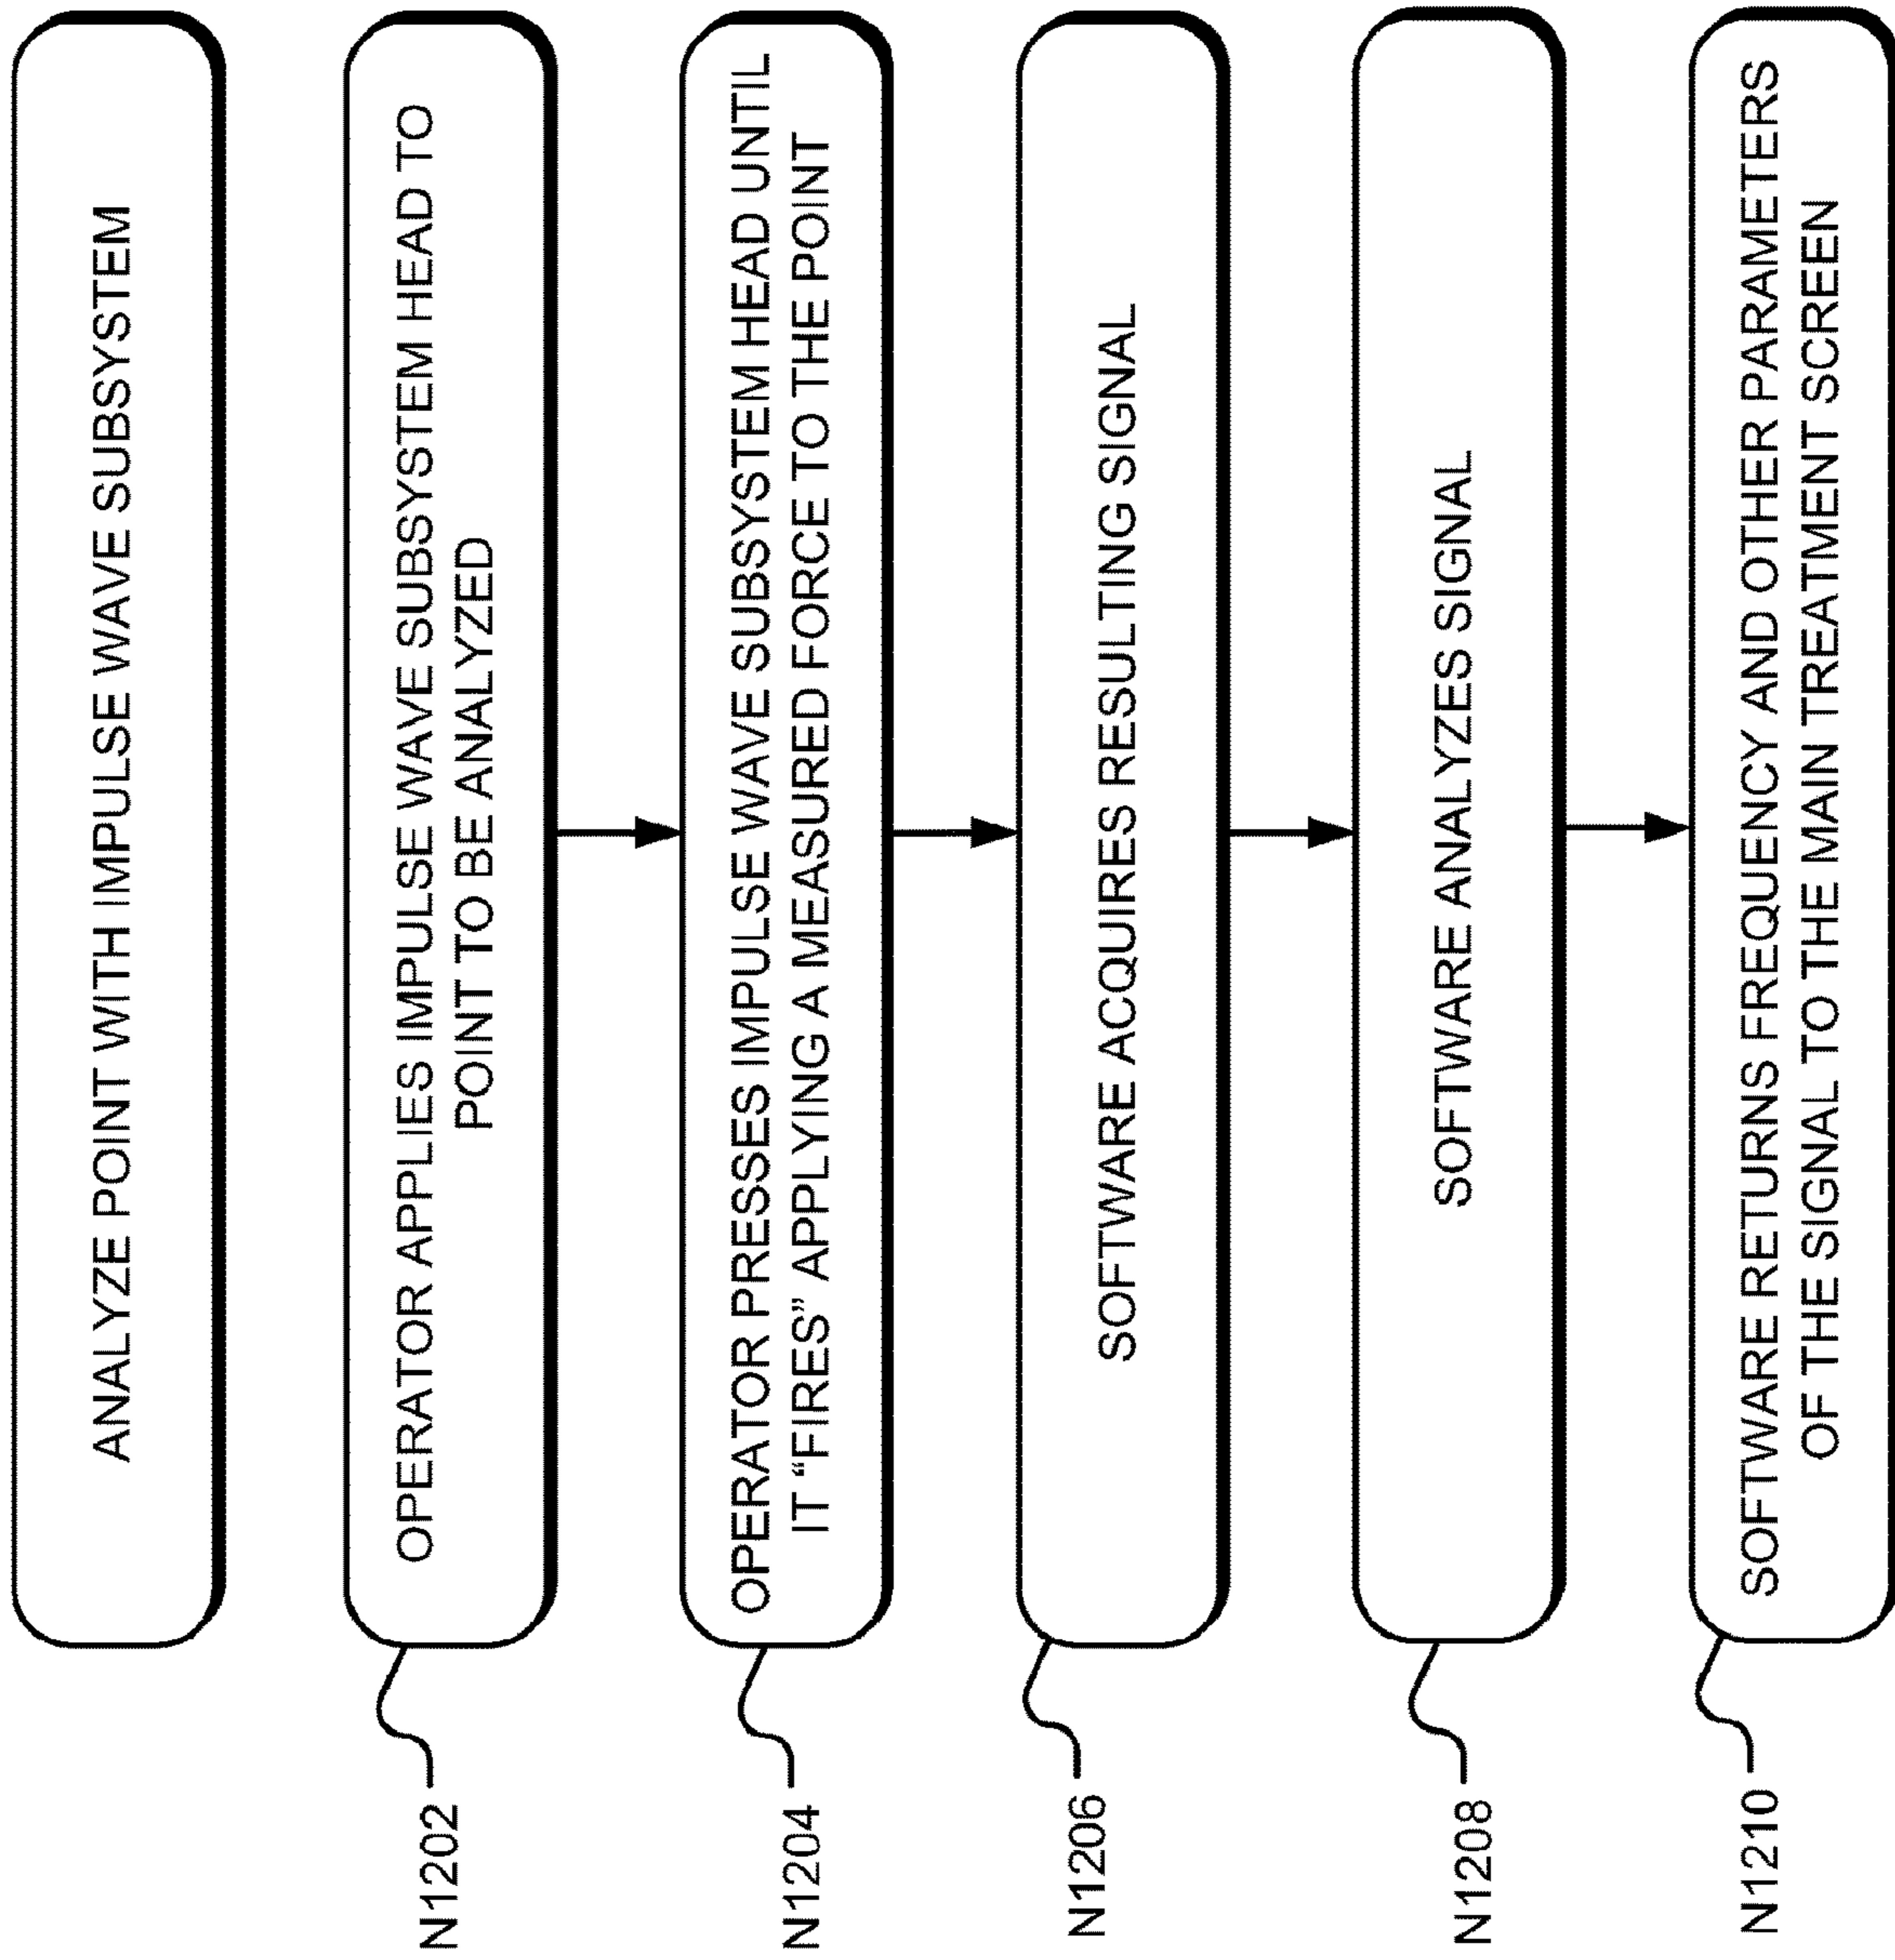 ANALYZE POINT WITH IMPULSE WAVE SUBSYSTEM
N1202
OPERATOR APPLIES IMPULSE WAVE SUBSYSTEM HEAD TO
POINT TO BE ANALYZED
N1204
OPERATOR PRESSES IMPULSE WAVE SUBSYSTEM HEAD UNTIL
IT “FIRES” APPLYING A MEASURED FORCE TO THE POINT
N1206
SOFTWARE ACQUIRES RESULTING SIGNAL
N1208
SOFTWARE ANALYZES SIGNAL
N1210
SOFTWARE RETURNS FREQUENCY AND OTHER PARAMETERS
OF THE SIGNAL TO THE MAIN TREATMENT SCREEN